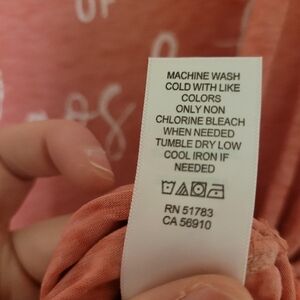 OF
MACHINE WASH
COLD WITH LIKE
COLORS
ONLY NON
CHLORINE BLEACH
WHEN NEEDED
TUMBLE DRY LOW
COOL IRON IF
NEEDED
RN 51783
CA 56910